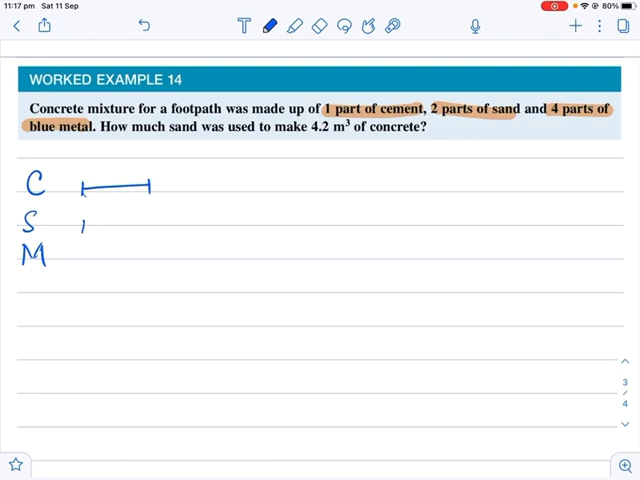 11:17 pm Sat 11 Sep 80%
T
WORKED EXAMPLE 14
Concrete mixture for a footpath was made up of 1 part of cement, 2 parts of sand and 4 parts of
blue metal. How much sand was used to make 4.2 m³ of concrete?
C
S
M
3
/
4